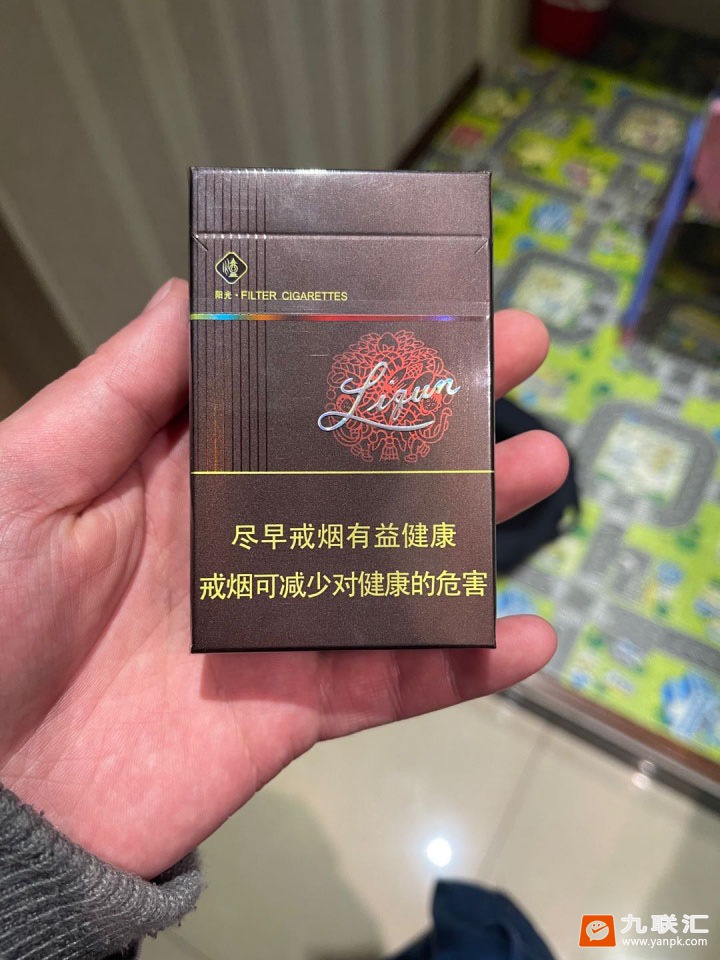 阳光·FILTER CIGARETTES
Liqun
尽早戒烟有益健康
戒烟可减少对健康的危害
九联汇
www.yanpk.com